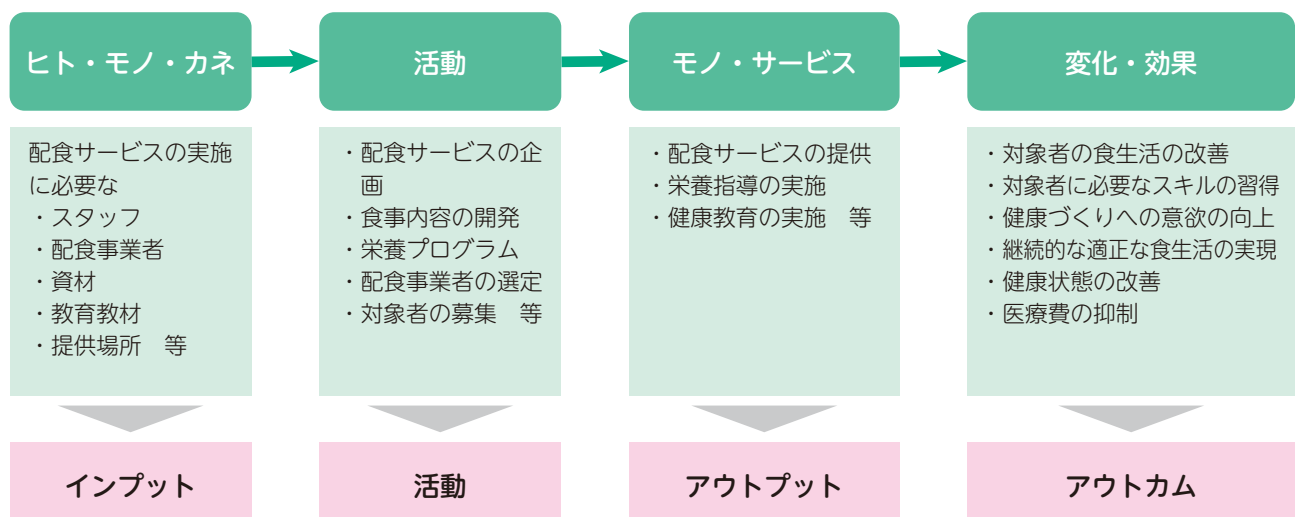 ヒト・モノ・カネ
活動
モノ・サービス
変化・効果
配食サービスの実施
に必要な
・スタッフ
・配食事業者
・資材
・教育教材
・提供場所　等
・配食サービスの企
画
・食事内容の開発
・栄養プログラム
・配食事業者の選定
・対象者の募集　等
・配食サービスの提供
・栄養指導の実施
・健康教育の実施　等
・対象者の食生活の改善
・対象者に必要なスキルの習得
・健康づくりへの意欲の向上
・継続的な適正な食生活の実現
・健康状態の改善
・医療費の抑制
インプット
活動
アウトプット
アウトカム